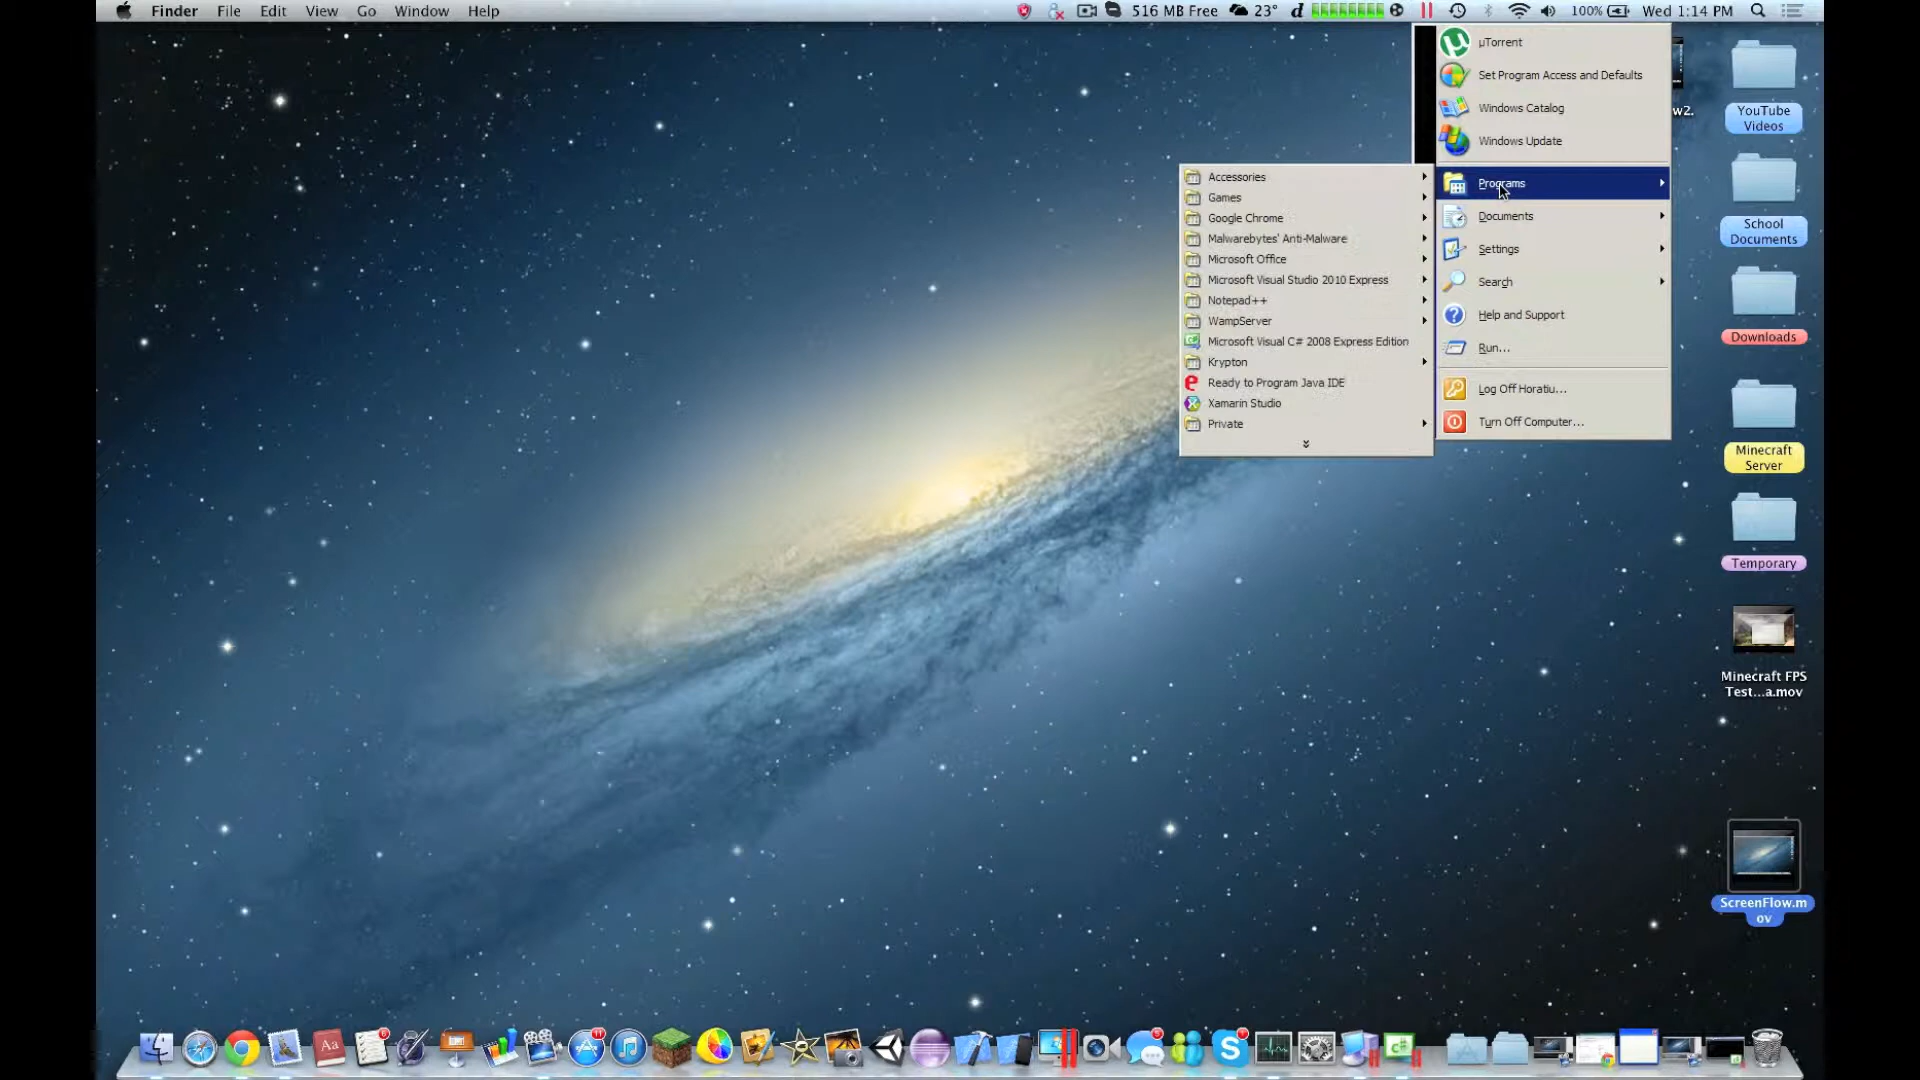 Finder File Edit View Go Window Help 516 MB Free 23° 100% Wed 1:14 PM
µTorrent
Set Program Access and Defaults
Windows Catalog
Windows Update
Programs
Documents
Settings
Search
Help and Support
Run...
Log Off Horatiu...
Turn Off Computer...
Accessories
Games
Google Chrome
Malwarebytes' Anti-Malware
Microsoft Office
Microsoft Visual Studio 2010 Express
Notepad++
WampServer
Microsoft Visual C# 2008 Express Edition
Krypton
Ready to Program Java IDE
Xamarin Studio
Private
w2.
YouTube
Videos
School
Documents
Downloads
Minecraft
Server
Temporary
Minecraft FPS
Test...a.mov
ScreenFlow.m
ov